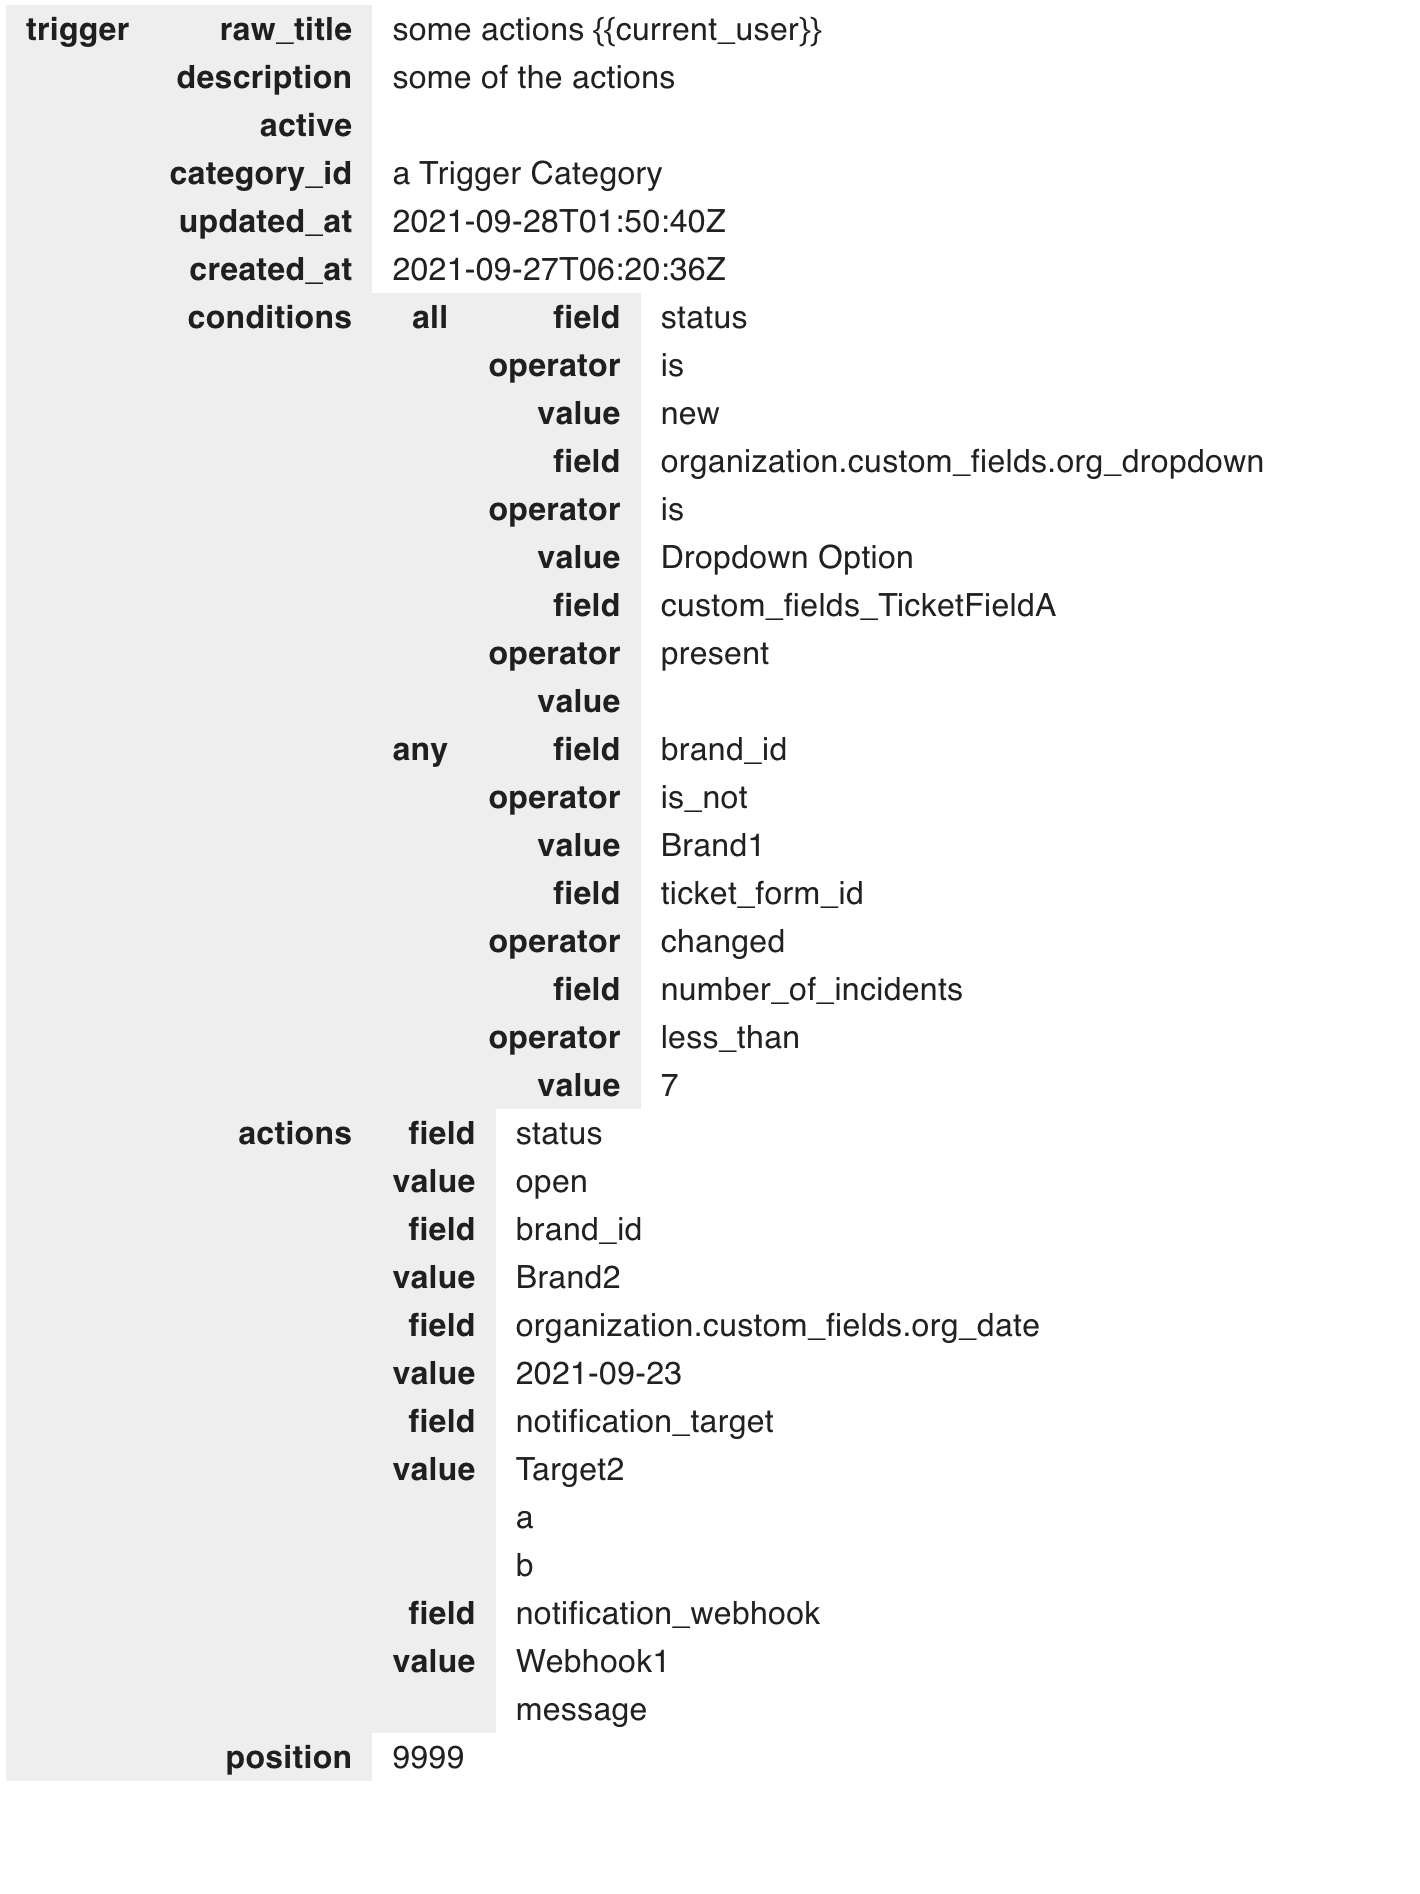 trigger raw_title some actions {{current_user}}
description some of the actions
active
category_id a Trigger Category
updated_at 2021-09-28T01:50:40Z
created_at 2021-09-27T06:20:36Z
conditions all field status
operator is
value new
field organization.custom_fields.org_dropdown
operator is
value Dropdown Option
field custom_fields_TicketFieldA
operator present
value
any field brand_id
operator is_not
value Brand1
field ticket_form_id
operator changed
field number_of_incidents
operator less_than
value 7
actions field status
value open
field brand_id
value Brand2
field organization.custom_fields.org_date
value 2021-09-23
field notification_target
value Target2
a
b
field notification_webhook
value Webhook1
message
position 9999